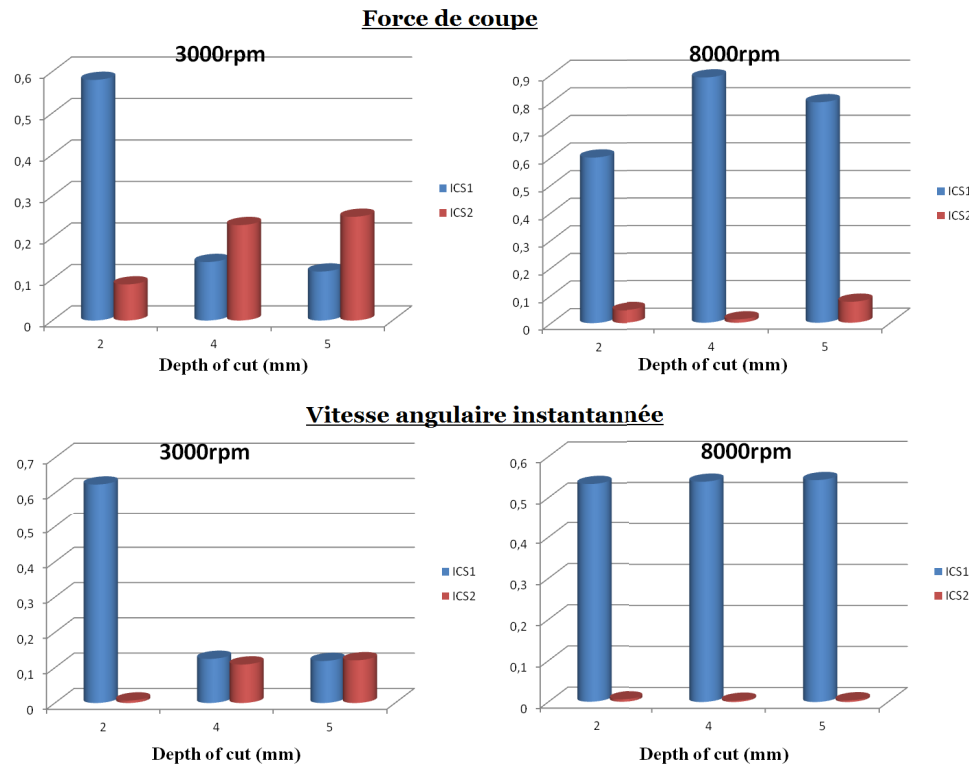 Force de coupe
3000rpm
0,6
0,5
0,4
0,3
0,2
0,1
0
2 4 5
Depth of cut (mm)
ICS1
ICS2
8000rpm
0,9
0,8
0,7
0,6
0,5
0,4
0,3
0,2
0,1
0
2 4 5
Depth of cut (mm)
ICS1
ICS2
Vitesse angulaire instantannée
3000rpm
0,7
0,6
0,5
0,4
0,3
0,2
0,1
0
2 4 5
Depth of cut (mm)
ICS1
ICS2
8000rpm
0,6
0,5
0,4
0,3
0,2
0,1
0
2 4 5
Depth of cut (mm)
ICS1
ICS2